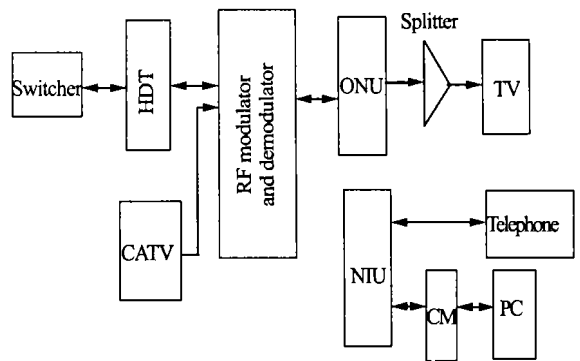 Splitter
Switcher
HDT
RF modulator
and demodulator
ONU
TV
CATV
NIU
Telephone
CM
PC